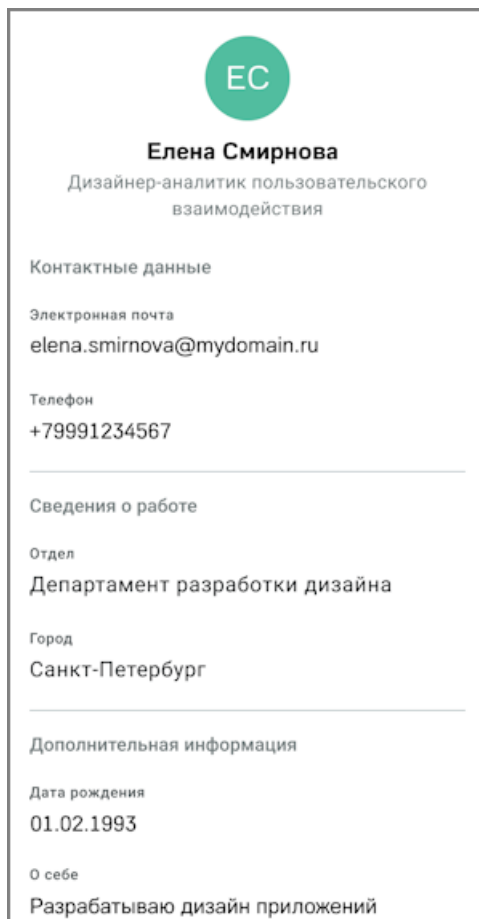 ЕС
Елена Смирнова
Дизайнер-аналитик пользовательского
взаимодействия
Контактные данные
Электронная почта
elena.smirnova@mydomain.ru
Телефон
+79991234567
Сведения о работе
Отдел
Департамент разработки дизайна
Город
Санкт-Петербург
Дополнительная информация
Дата рождения
01.02.1993
О себе
Разрабатываю дизайн приложений